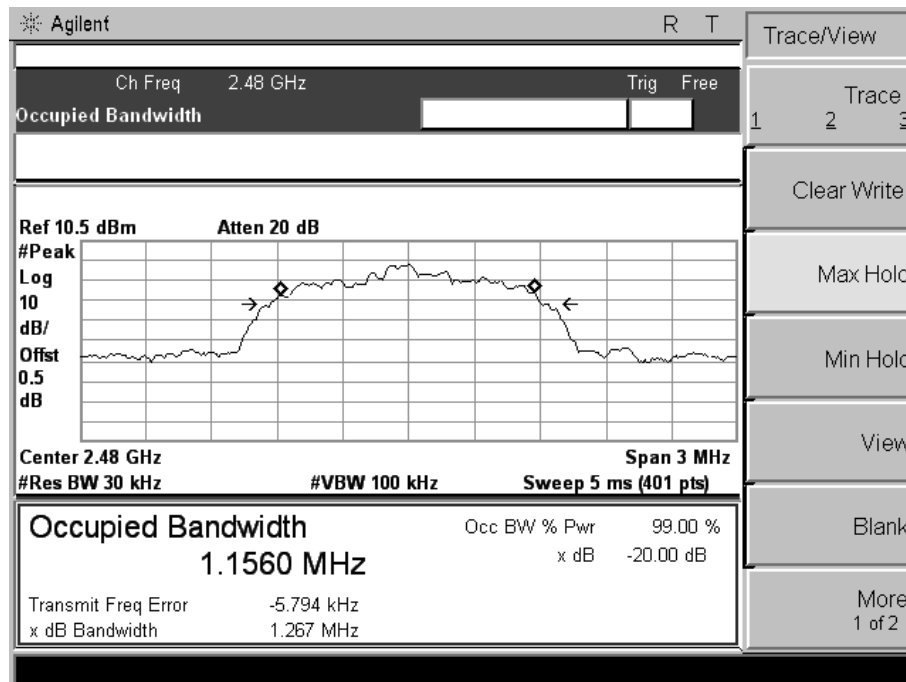 Agilent R T
Trace/View
Ch Freq 2.48 GHz Trig Free
Occupied Bandwidth
Trace
1 2 3
Clear Write
Max Hold
Min Hold
View
Blank
More
1 of 2
Ref 10.5 dBm Atten 20 dB
#Peak
Log
10
dB/
Offst
0.5
dB
Center 2.48 GHz Span 3 MHz
#Res BW 30 kHz #VBW 100 kHz Sweep 5 ms (401 pts)
Occupied Bandwidth
1.1560 MHz
Occ BW % Pwr 99.00 %
x dB -20.00 dB
Transmit Freq Error -5.794 kHz
x dB Bandwidth 1.267 MHz